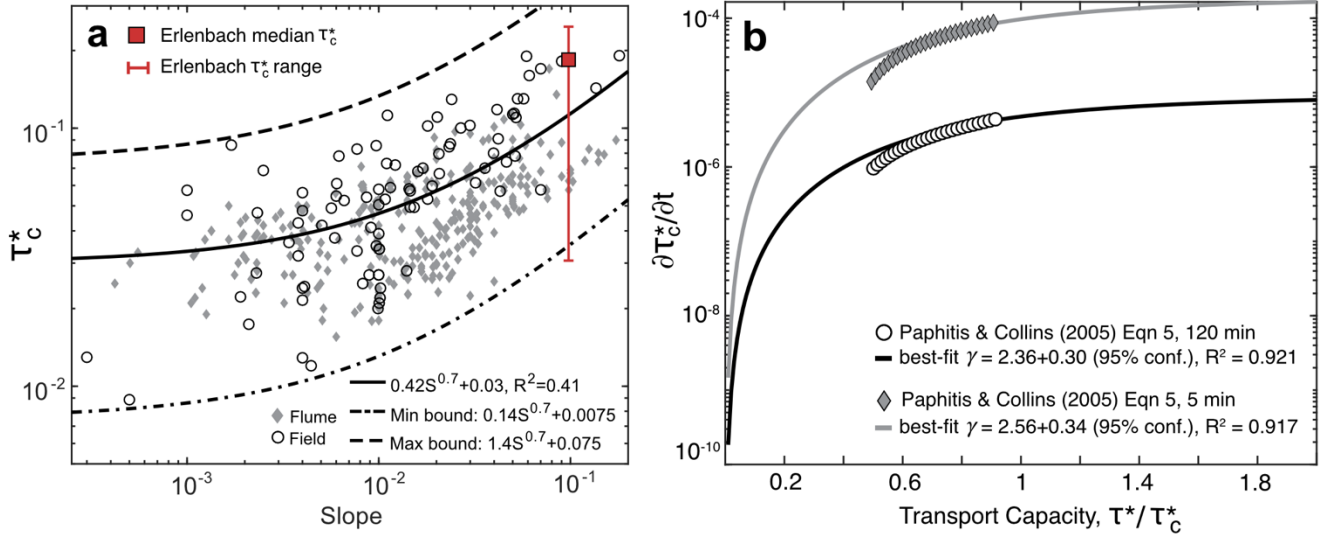 a
Erlenbach median τ*c
Erlenbach τ*c range
10⁻¹
10⁻²
τ*c
0.42S^0.7+0.03, R²=0.41
Flume
Min bound: 0.14S^0.7+0.0075
Field
Max bound: 1.4S^0.7+0.075
10⁻³
10⁻²
10⁻¹
Slope
b
10⁻⁴
10⁻⁶
10⁻⁸
10⁻¹⁰
∂τ*c/∂t
Paphitis & Collins (2005) Eqn 5, 120 min
best-fit γ = 2.36+0.30 (95% conf.), R² = 0.921
Paphitis & Collins (2005) Eqn 5, 5 min
best-fit γ = 2.56+0.34 (95% conf.), R² = 0.917
0.2
0.6
1
1.4
1.8
Transport Capacity, τ*/τ*c